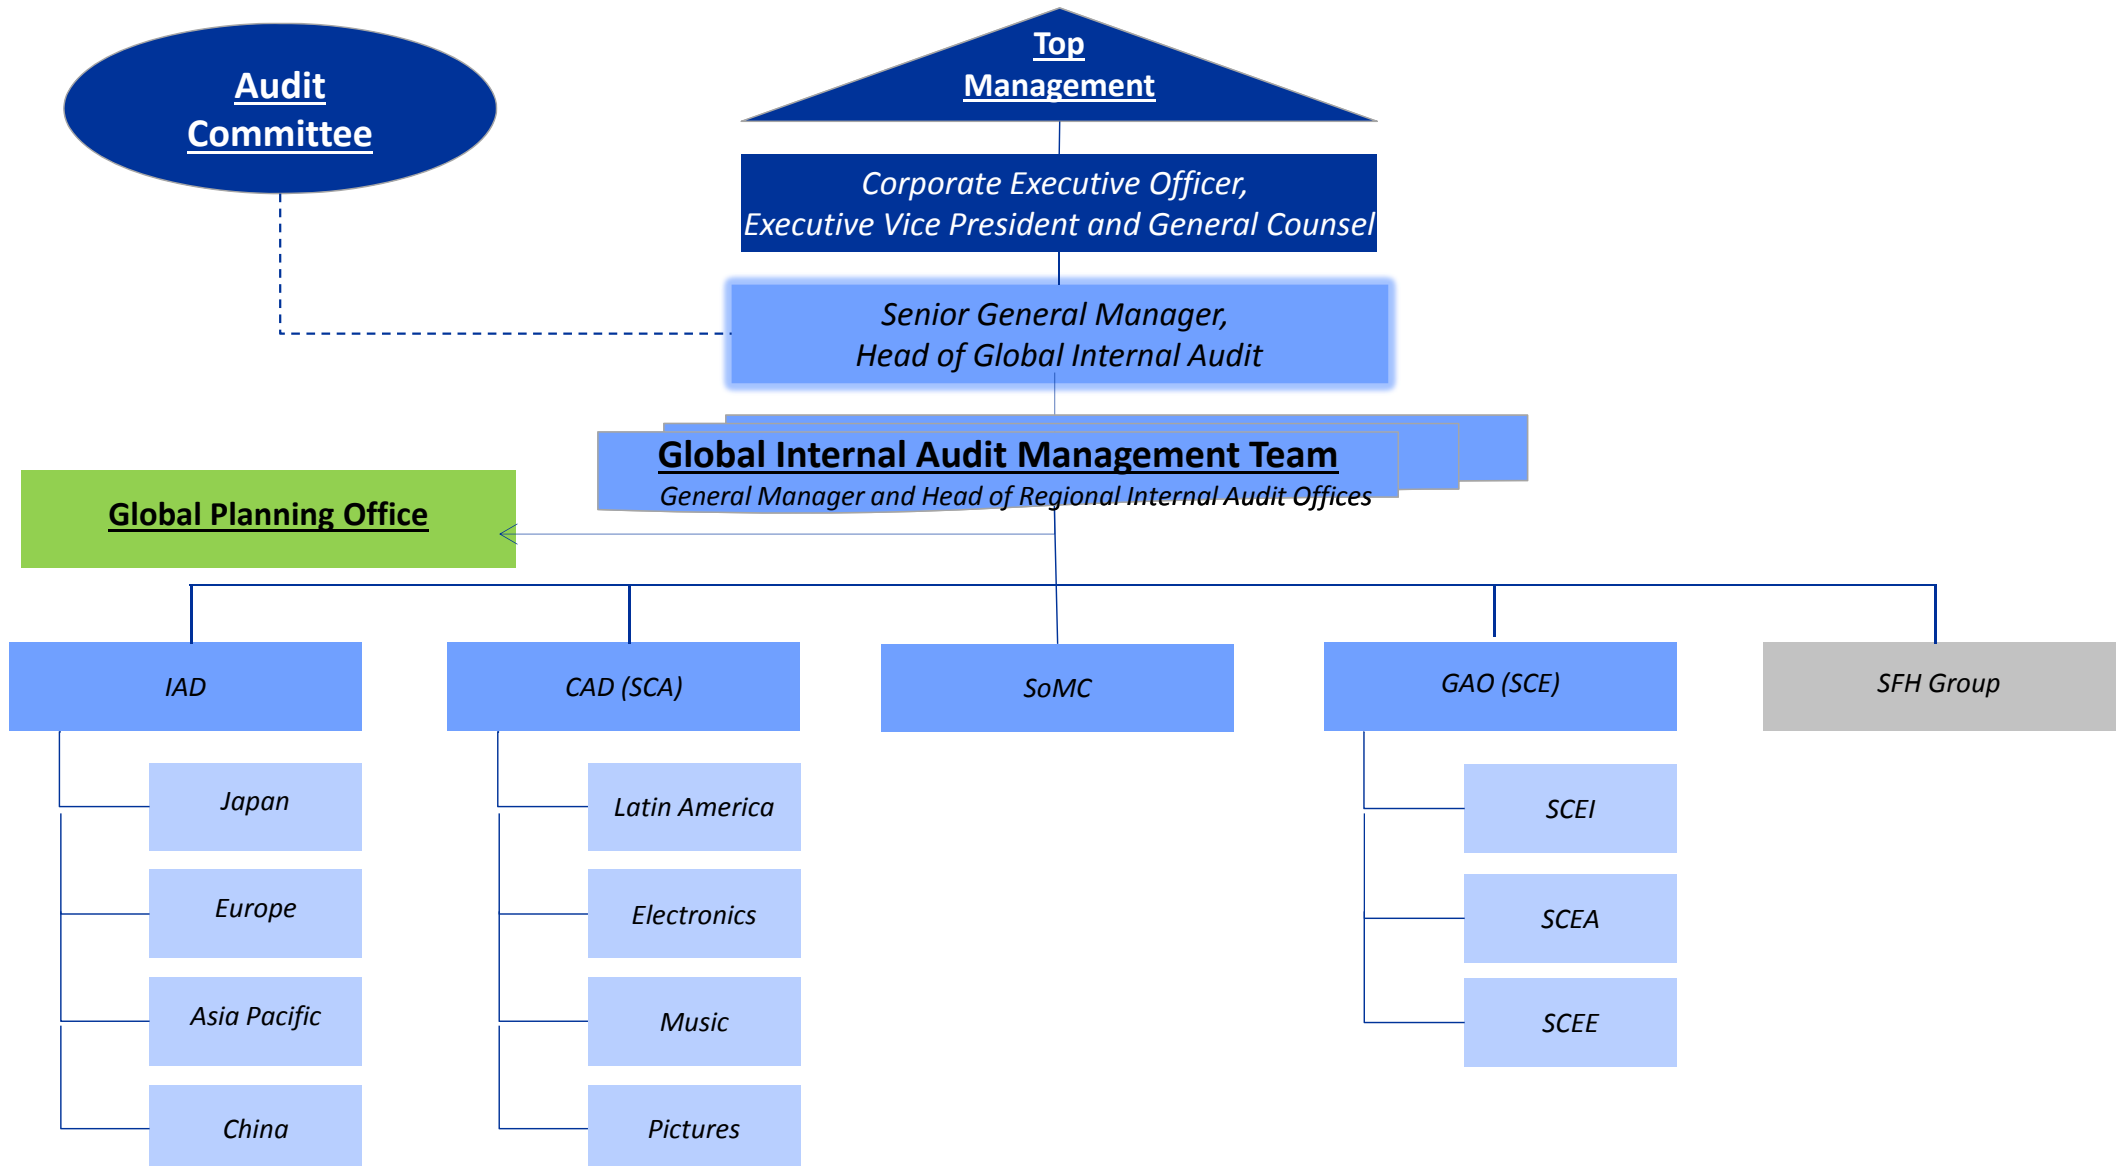 Audit
Committee
Top
Management
Corporate Executive Officer,
Executive Vice President and General Counsel
Senior General Manager,
Head of Global Internal Audit
Global Internal Audit Management Team
General Manager and Head of Regional Internal Audit Offices
Global Planning Office
IAD
CAD (SCA)
SoMC
GAO (SCE)
SFH Group
Japan
Europe
Asia Pacific
China
Latin America
Electronics
Music
Pictures
SCEI
SCEA
SCEE